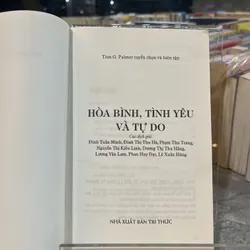 Tom G. Palmer tuyển chọn và biên tập
HÒA BÌNH, TÌNH YÊU
VÀ TỰ DO
Các dịch giả:
Đinh Tuấn Minh, Đinh Thị Thu Hà, Phạm Thu Trang,
Nguyễn Thị Kiều Linh, Dương Thị Thu Hằng,
Lương Văn Lam, Phan Huy Đạt, Lê Xuân Hùng
NHÀ XUẤT BẢN TRI THỨC